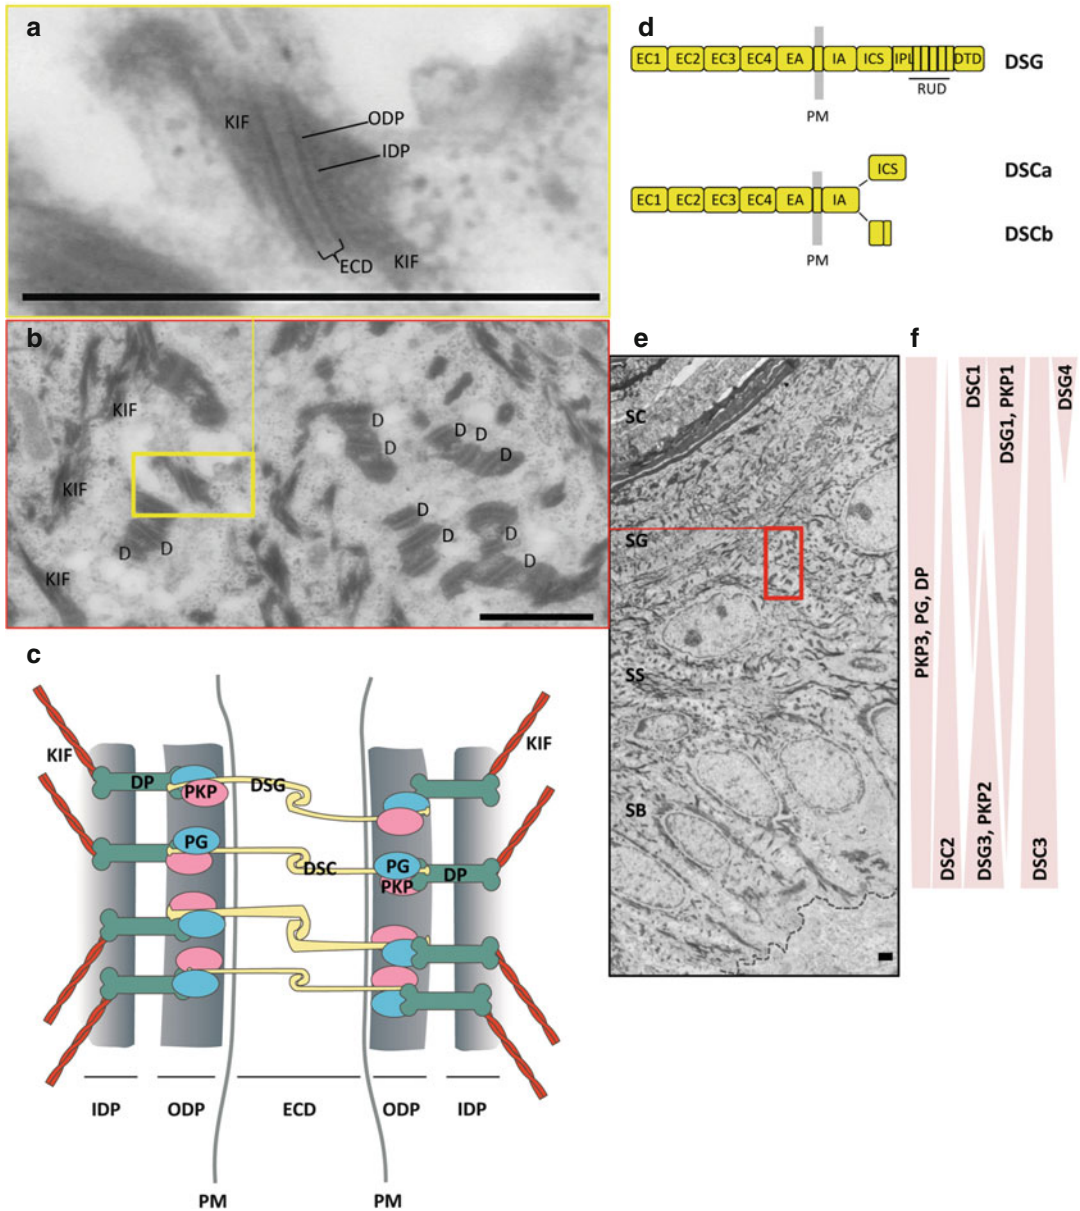 a
KIF
ODP
IDP
ECD
KIF
b
KIF
KIF
KIF
D
D
D
D
D
D
D
D
D
D
c
KIF
KIF
DP
PKP
DSG
PG
DSC
PG
PKP
DP
IDP
ODP
ECD
ODP
IDP
PM
PM
d
EC1 EC2 EC3 EC4 EA IA ICS IPL DTD DSG
RUD
PM
ICS DSCa
EC1 EC2 EC3 EC4 EA IA
DSCb
PM
e
SC
SG
SS
SB
f
PKP3, PG, DP
DSC2
DSC1
DSG3, PKP2
DSG1, PKP1
DSC3
DSG4